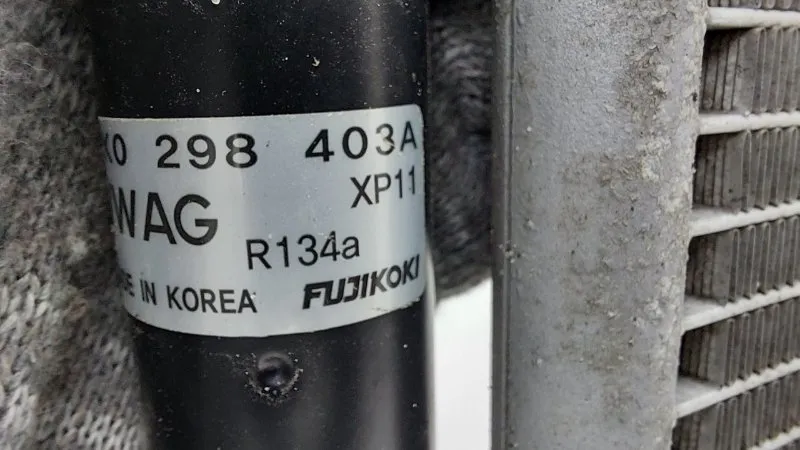 K0 298 403A
WAG
XP11
R134a
IN KOREA
FUJIKOKI